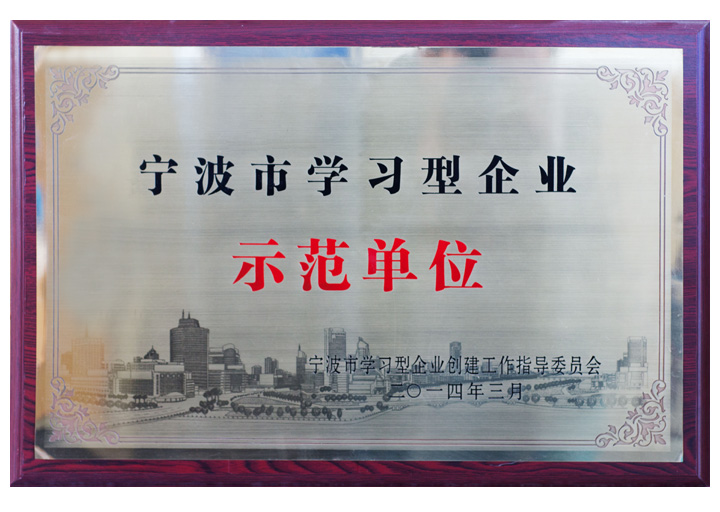 宁波市学习型企业
示范单位
宁波市学习型企业创建工作指导委员会
二〇一四年三月